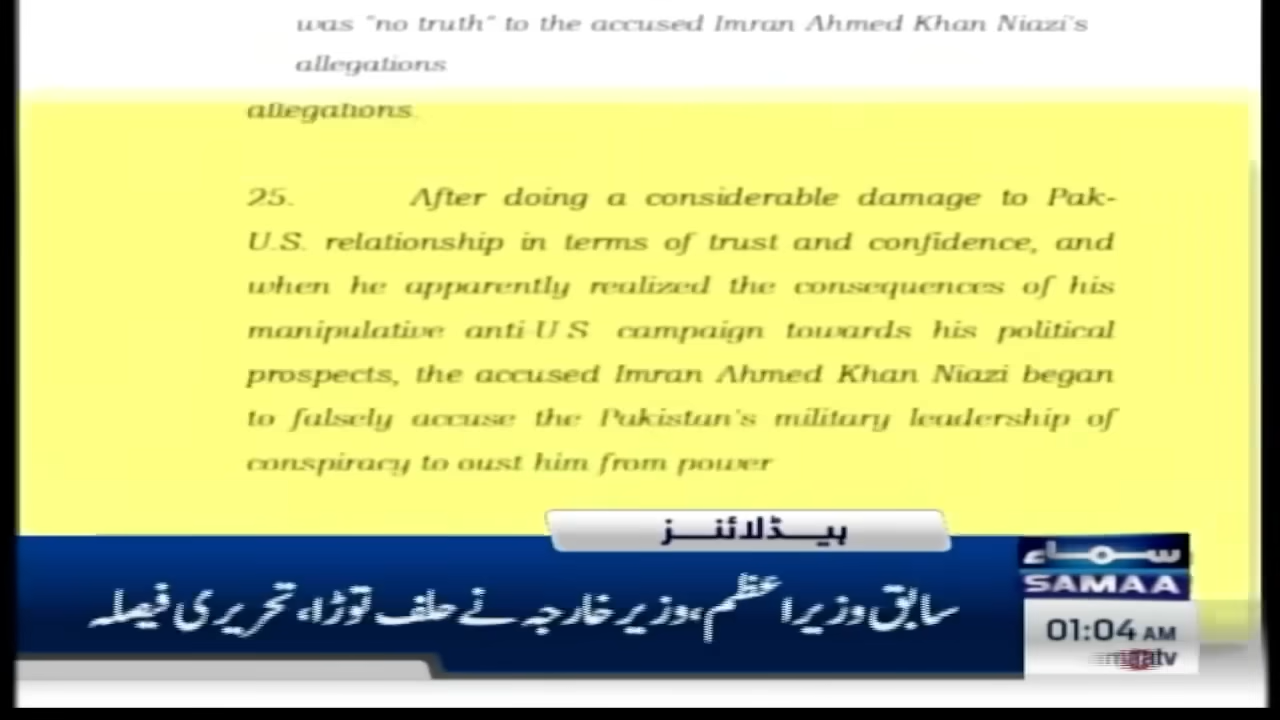 was "no truth" to the accused Imran Ahmed Khan Niazi's
allegations
allegations.
25. After doing a considerable damage to Pak-
U.S. relationship in terms of trust and confidence, and
when he apparently realized the consequences of his
manipulative anti-U S campaign towards his political
prospects, the accused Imran Ahmed Khan Niazi began
to falsely accuse the Pakistan's military leadership of
conspiracy to oust him from power
ہیڈلائنز
سابق وزیراعظم،وزیرخارجہ نے حلف توڑا،تحریری فیصلہ
سماء
SAMAA
01:04 AM